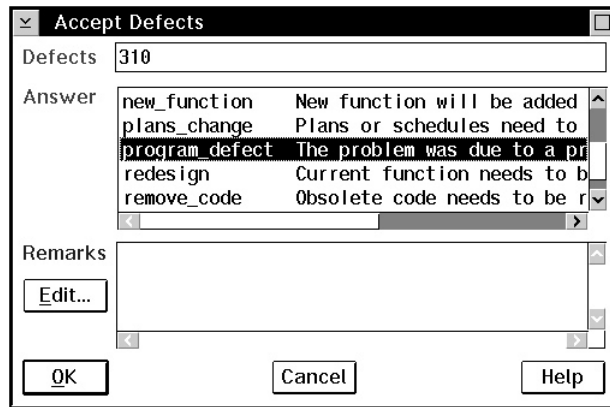 Accept Defects
Defects 310
Answer
new_function New function will be added
plans_change Plans or schedules need to
program_defect The problem was due to a pr
redesign Current function needs to b
remove_code Obsolete code needs to be r
Remarks
Edit...
OK Cancel Help